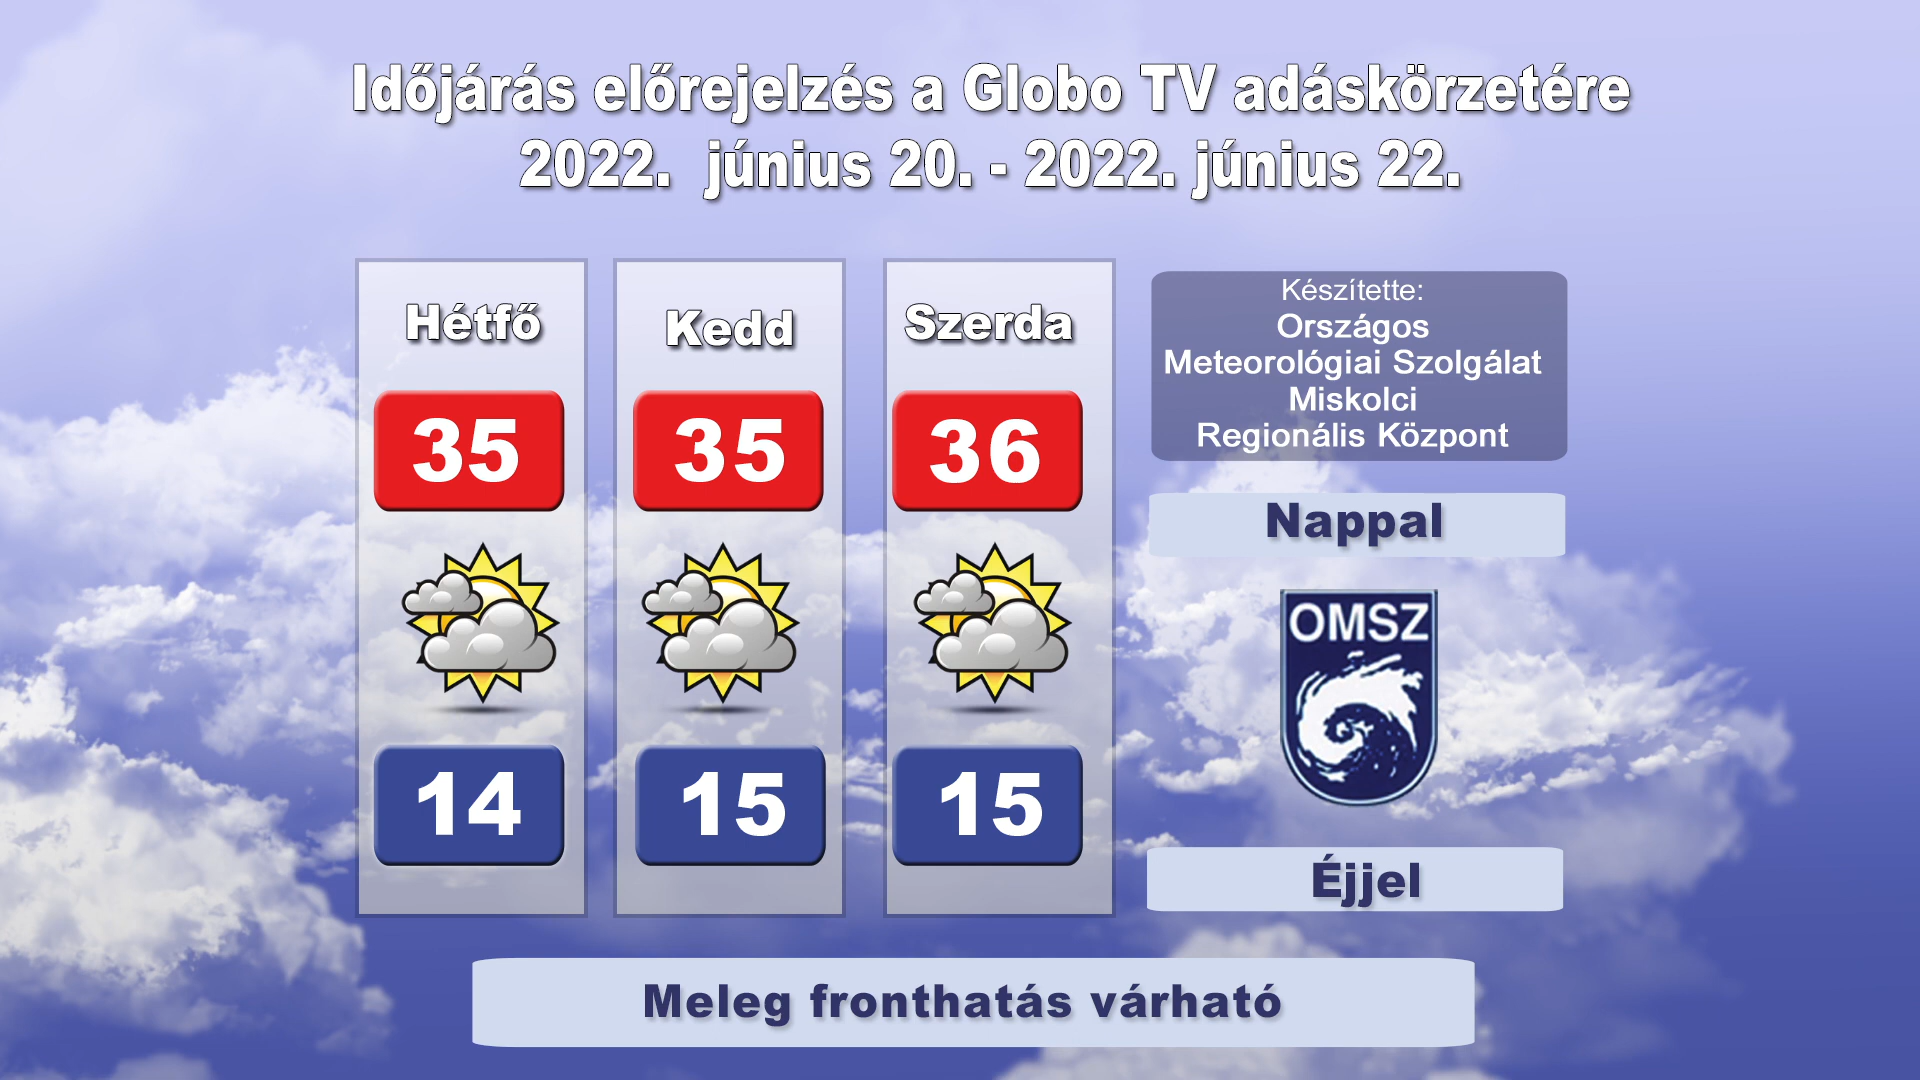 Időjárás előrejelzés a Globo TV adáskörzetére
2022. június 20. - 2022. június 22.
Hétfő
Kedd
Szerda
35
35
36
14
15
15
Készítette:
Országos
Meteorológiai Szolgálat
Miskolci
Regionális Központ
Nappal
OMSZ
Éjjel
Meleg fronthatás várható